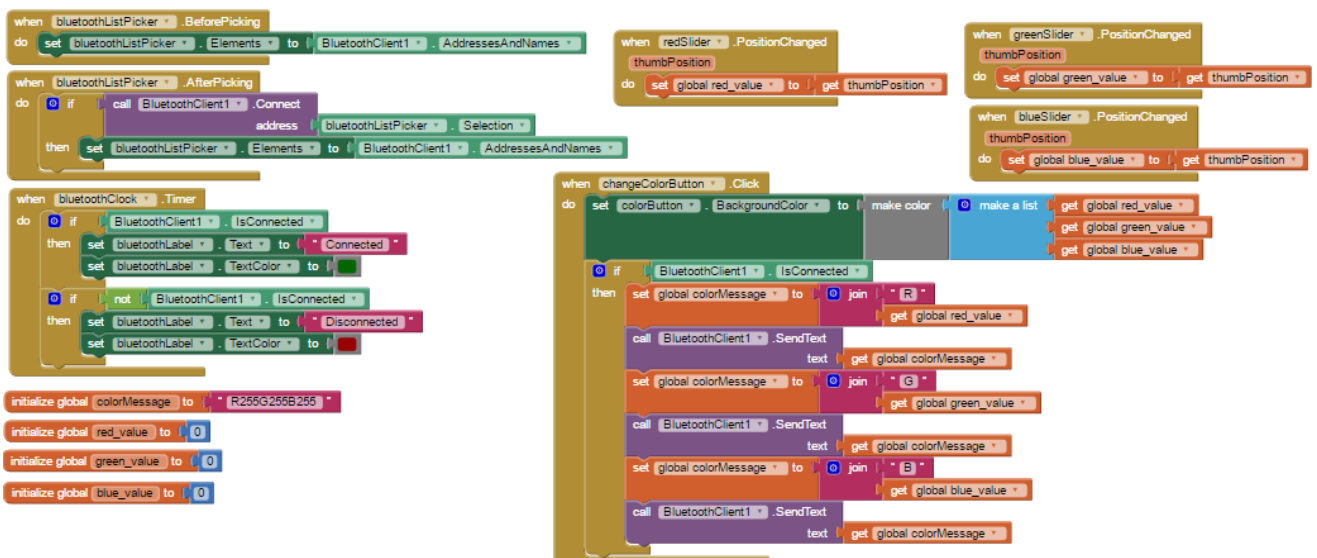 when bluetoothListPicker .BeforePicking
do set bluetoothListPicker . Elements to BluetoothClient1 . AddressesAndNames
when bluetoothListPicker .AfterPicking
do if call BluetoothClient1 .Connect
address bluetoothListPicker . Selection
then set bluetoothListPicker . Elements to BluetoothClient1 . AddressesAndNames
when bluetoothClock .Timer
do if BluetoothClient1 . IsConnected
then set bluetoothLabel . Text to " Connected "
set bluetoothLabel . TextColor to
if not BluetoothClient1 . IsConnected
then set bluetoothLabel . Text to " Disconnected "
set bluetoothLabel . TextColor to
initialize global colorMessage to " R255G255B255 "
initialize global red_value to 0
initialize global green_value to 0
initialize global blue_value to 0
when redSlider .PositionChanged
thumbPosition
do set global red_value to get thumbPosition
when greenSlider .PositionChanged
thumbPosition
do set global green_value to get thumbPosition
when blueSlider .PositionChanged
thumbPosition
do set global blue_value to get thumbPosition
when changeColorButton .Click
do set colorButton . BackgroundColor to make color make a list get global red_value
get global green_value
get global blue_value
if BluetoothClient1 . IsConnected
then set global colorMessage to join " R "
get global red_value
call BluetoothClient1 .SendText
text get global colorMessage
set global colorMessage to join " G "
get global green_value
call BluetoothClient1 .SendText
text get global colorMessage
set global colorMessage to join " B "
get global blue_value
call BluetoothClient1 .SendText
text get global colorMessage